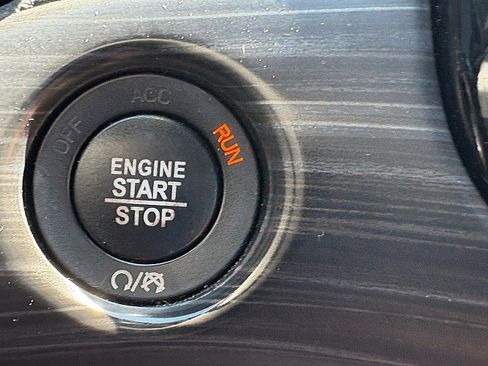 OFF
ACC
RUN
ENGINE
START
STOP